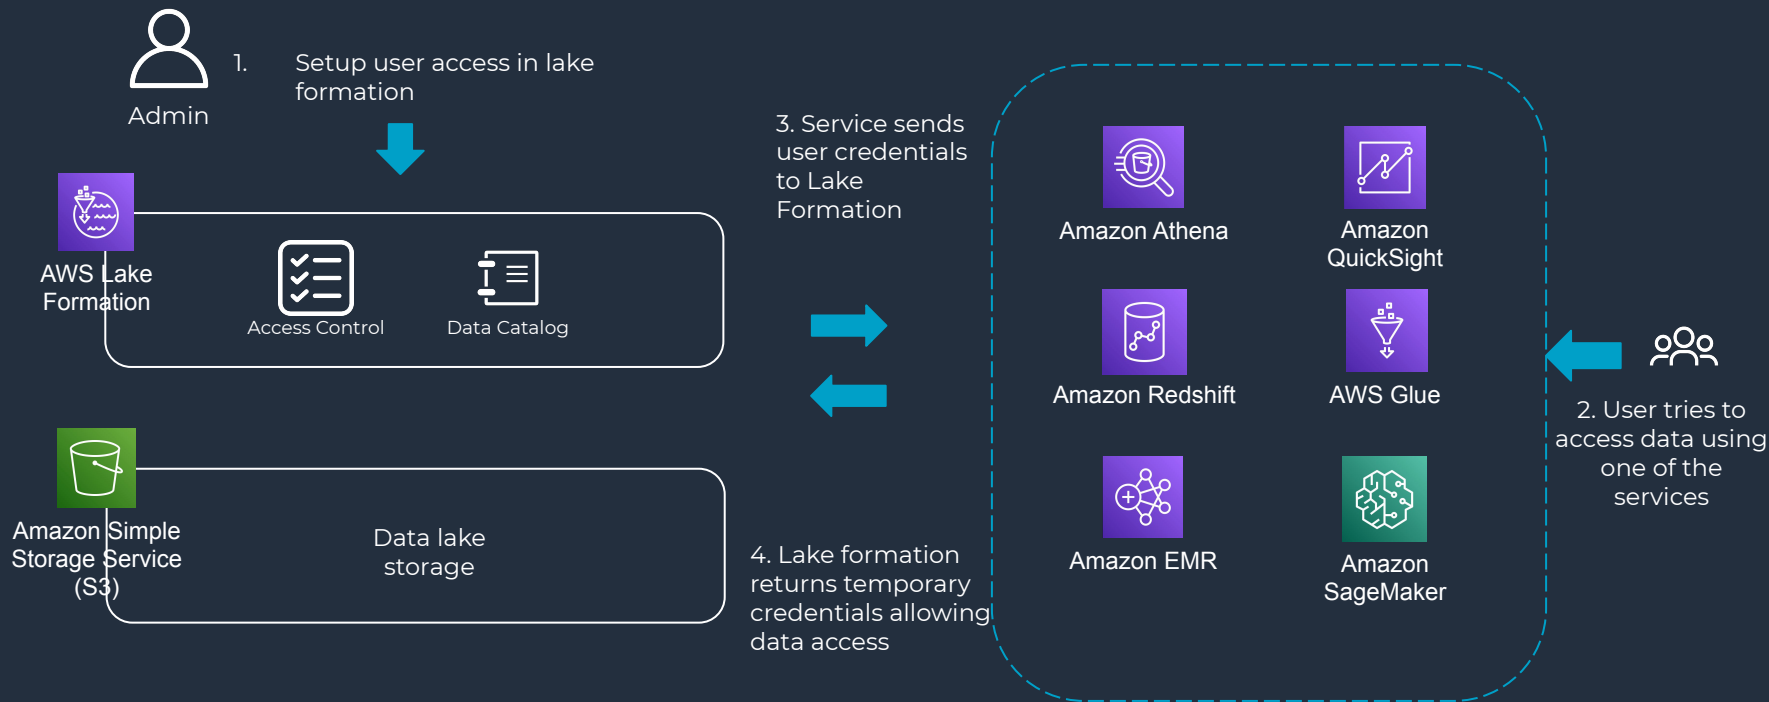 1. Setup user access in lake
formation
Admin
AWS Lake
Formation
Access Control
Data Catalog
Amazon Simple
Storage Service
(S3)
Data lake
storage
3. Service sends
user credentials
to Lake
Formation
4. Lake formation
returns temporary
credentials allowing
data access
Amazon Athena
Amazon
QuickSight
Amazon Redshift
AWS Glue
Amazon EMR
Amazon
SageMaker
2. User tries to
access data using
one of the
services